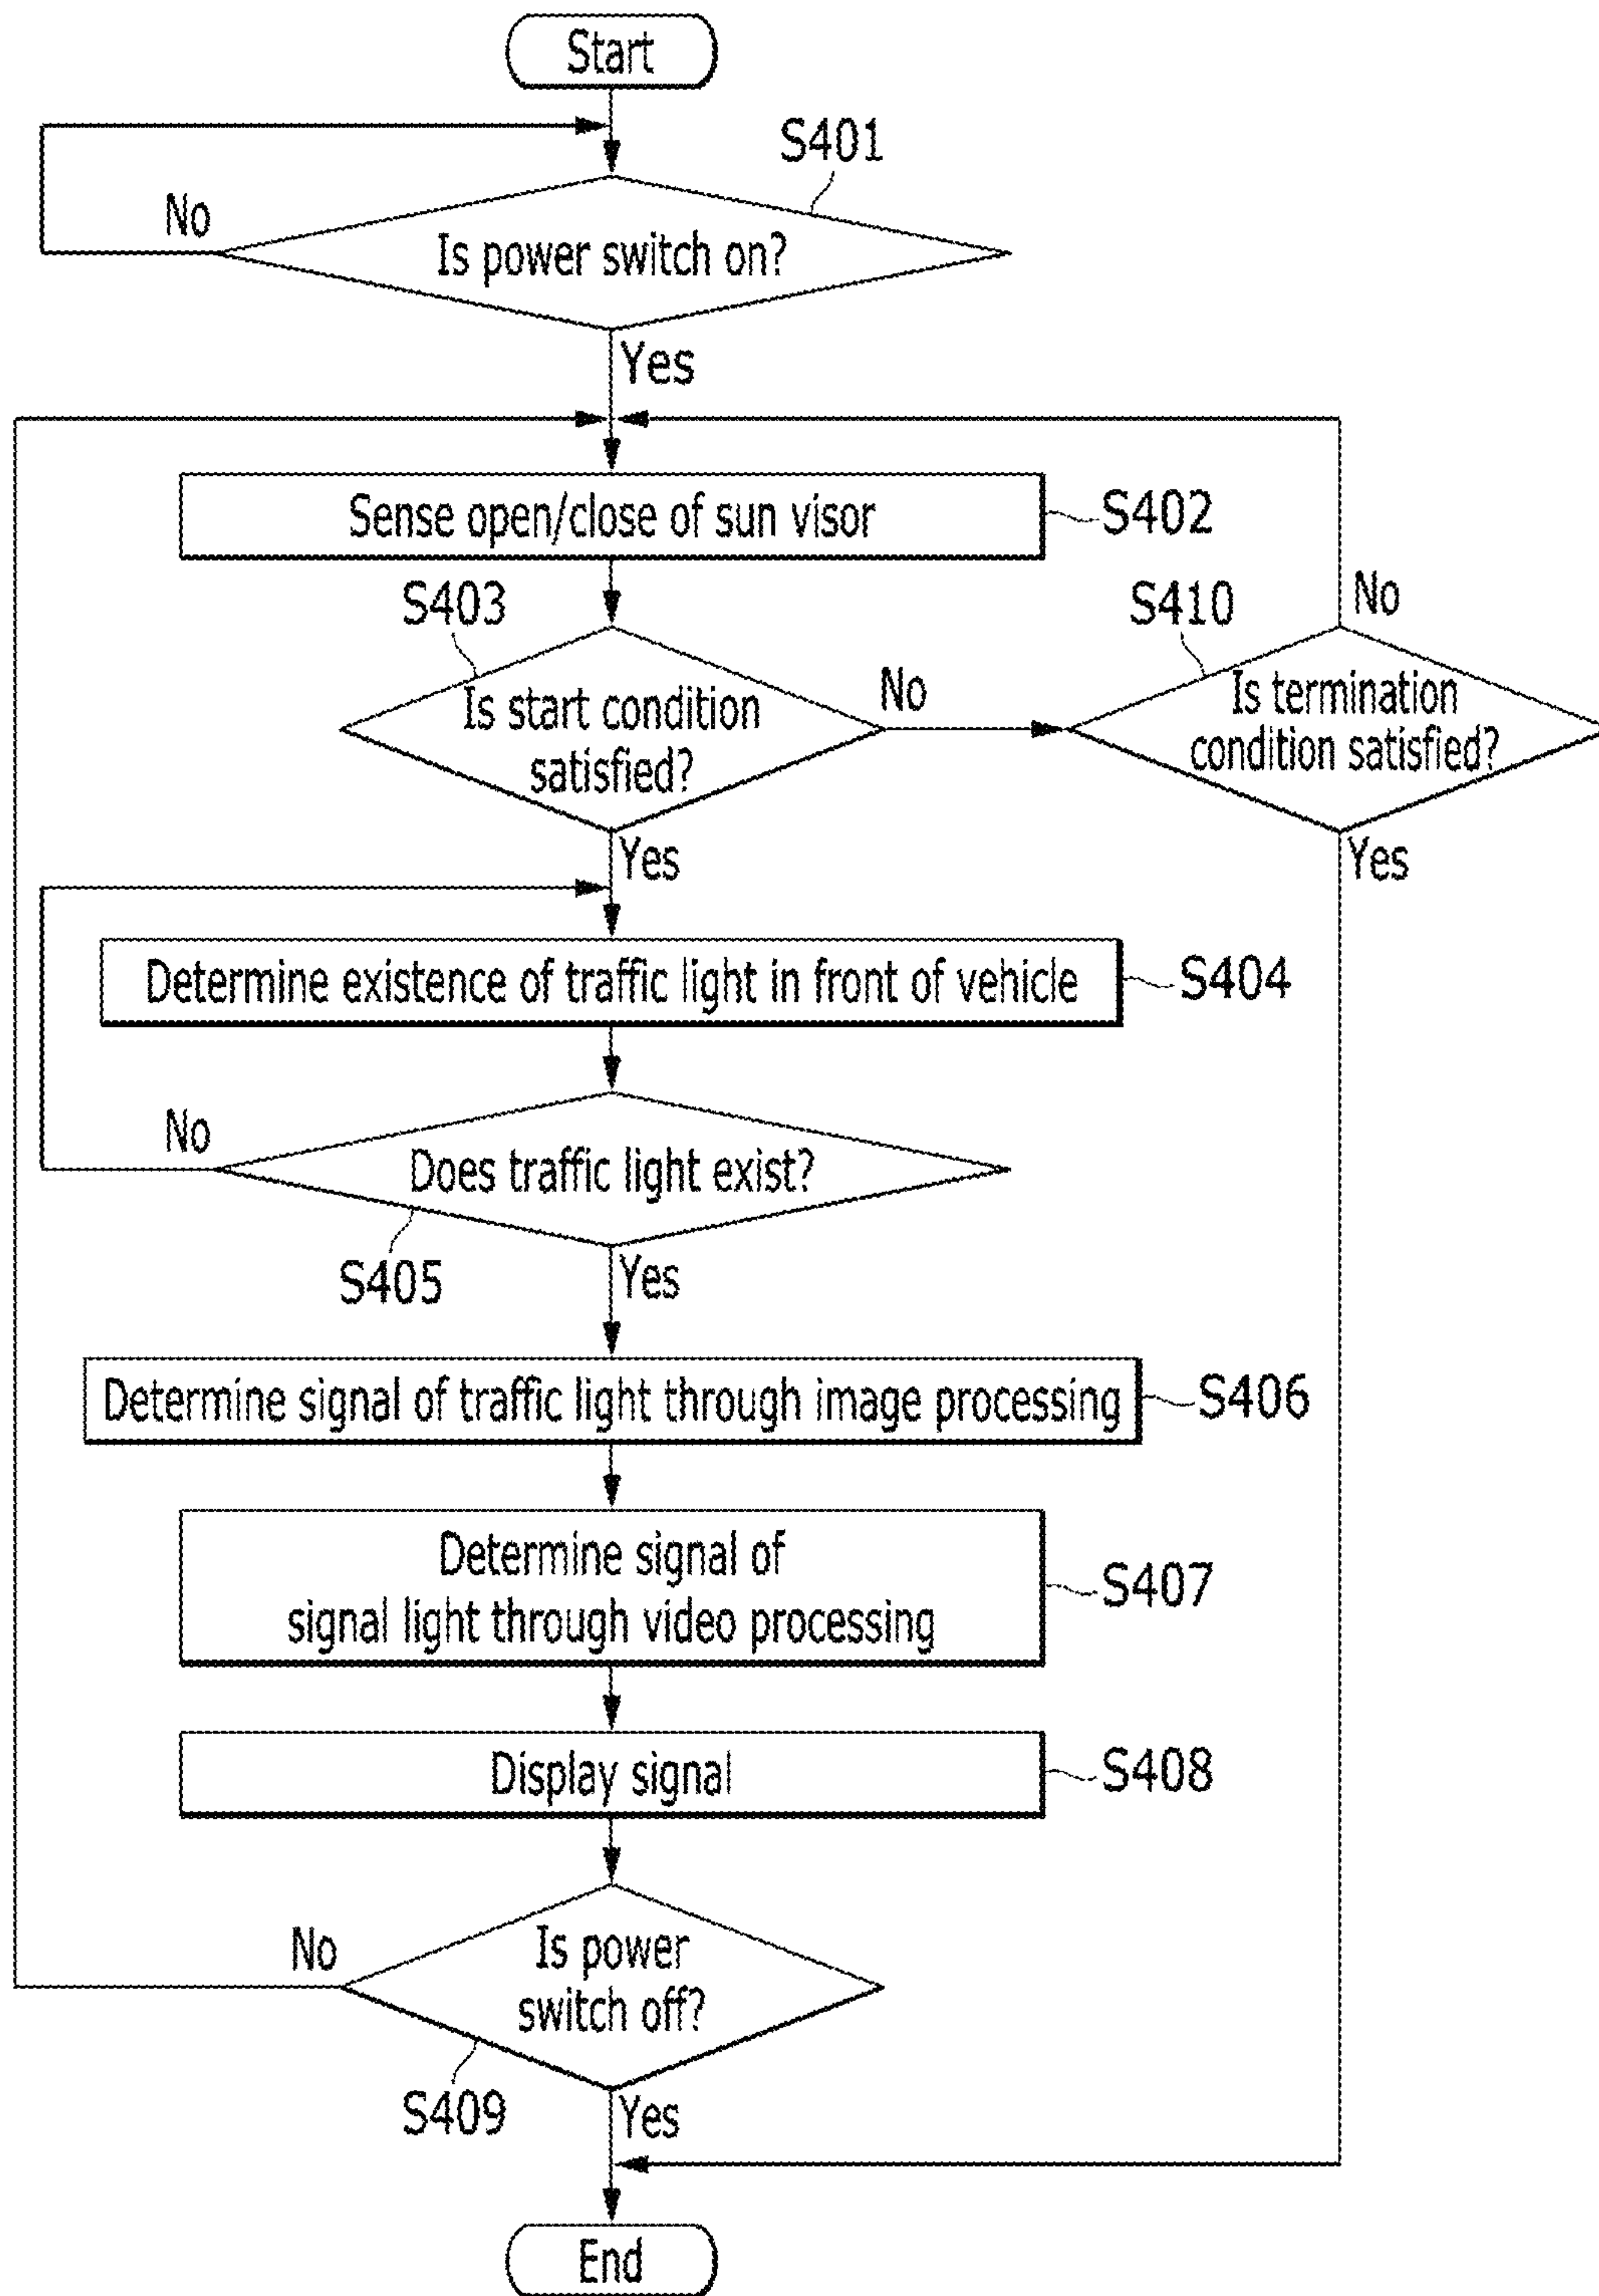 Start
S401
No
Is power switch on?
Yes
Sense open/close of sun visor
S402
S403
S410
No
Is start condition
satisfied?
No
Is termination
condition satisfied?
Yes
Yes
Determine existence of traffic light in front of vehicle
S404
No
Does traffic light exist?
S405
Yes
Determine signal of traffic light through image processing
S406
Determine signal of
signal light through video processing
S407
Display signal
S408
No
Is power
switch off?
S409
Yes
End